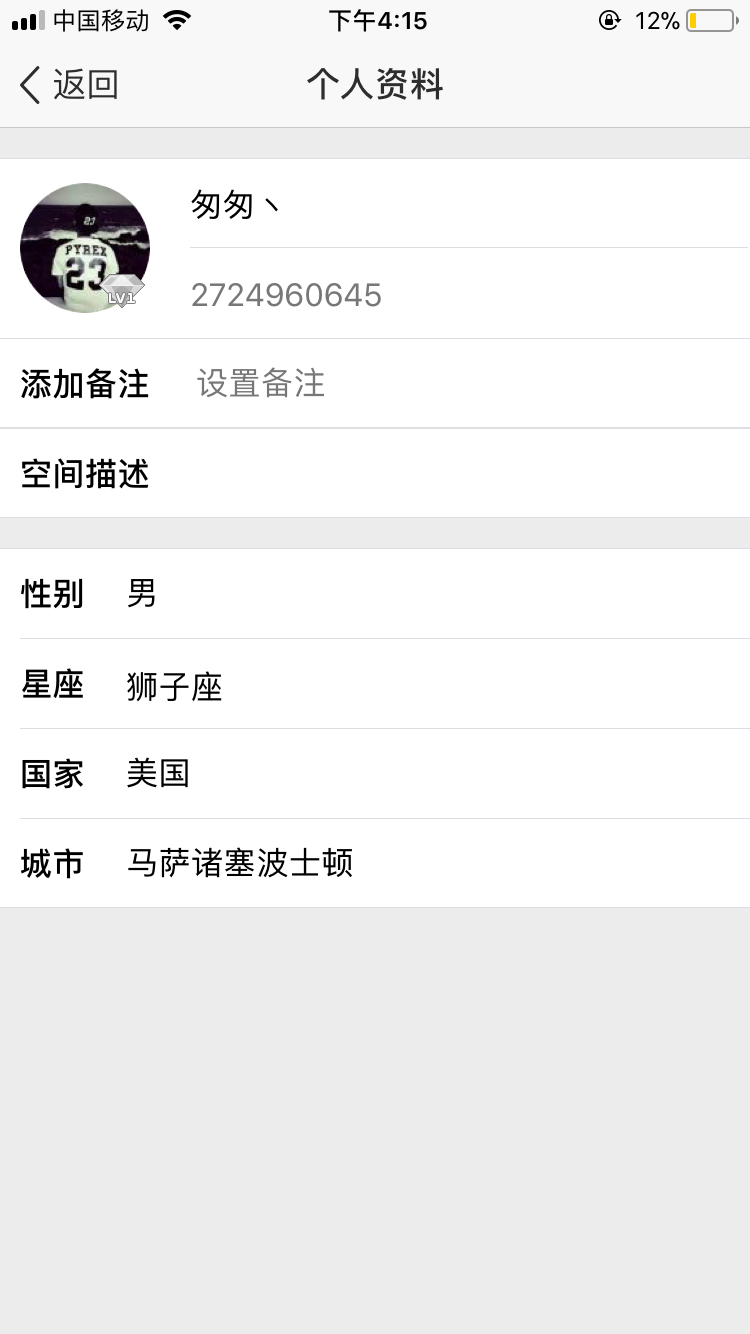 中国移动 下午4:15 12%
返回 个人资料
匆匆丶
23
PYREX
23
LV1
2724960645
添加备注 设置备注
空间描述
性别 男
星座 狮子座
国家 美国
城市 马萨诸塞波士顿